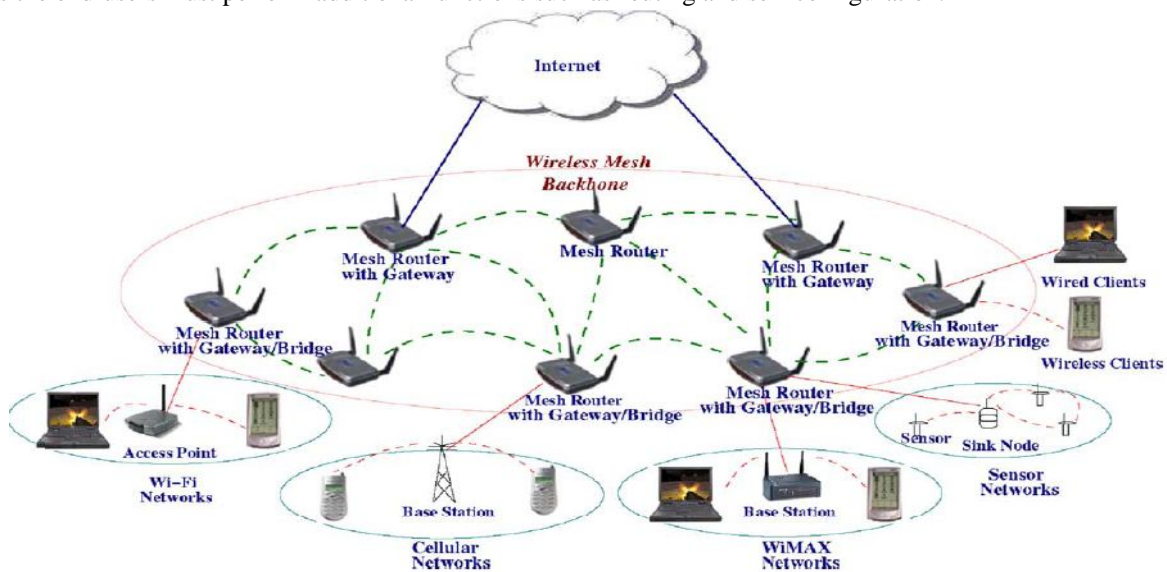 Internet
Wireless Mesh
Backbone
Mesh Router
with Gateway
Mesh Router
Mesh Router
with Gateway
Wired Clients
Mesh Router
with Gateway/Bridge
Mesh Router
with Gateway/Bridge
Wireless Clients
Mesh Router
with Gateway/Bridge
Mesh Router
with Gateway/Bridge
Access Point
Wi-Fi
Networks
Sensor
Sink Node
Sensor
Networks
Base Station
Cellular
Networks
Base Station
WiMAX
Networks